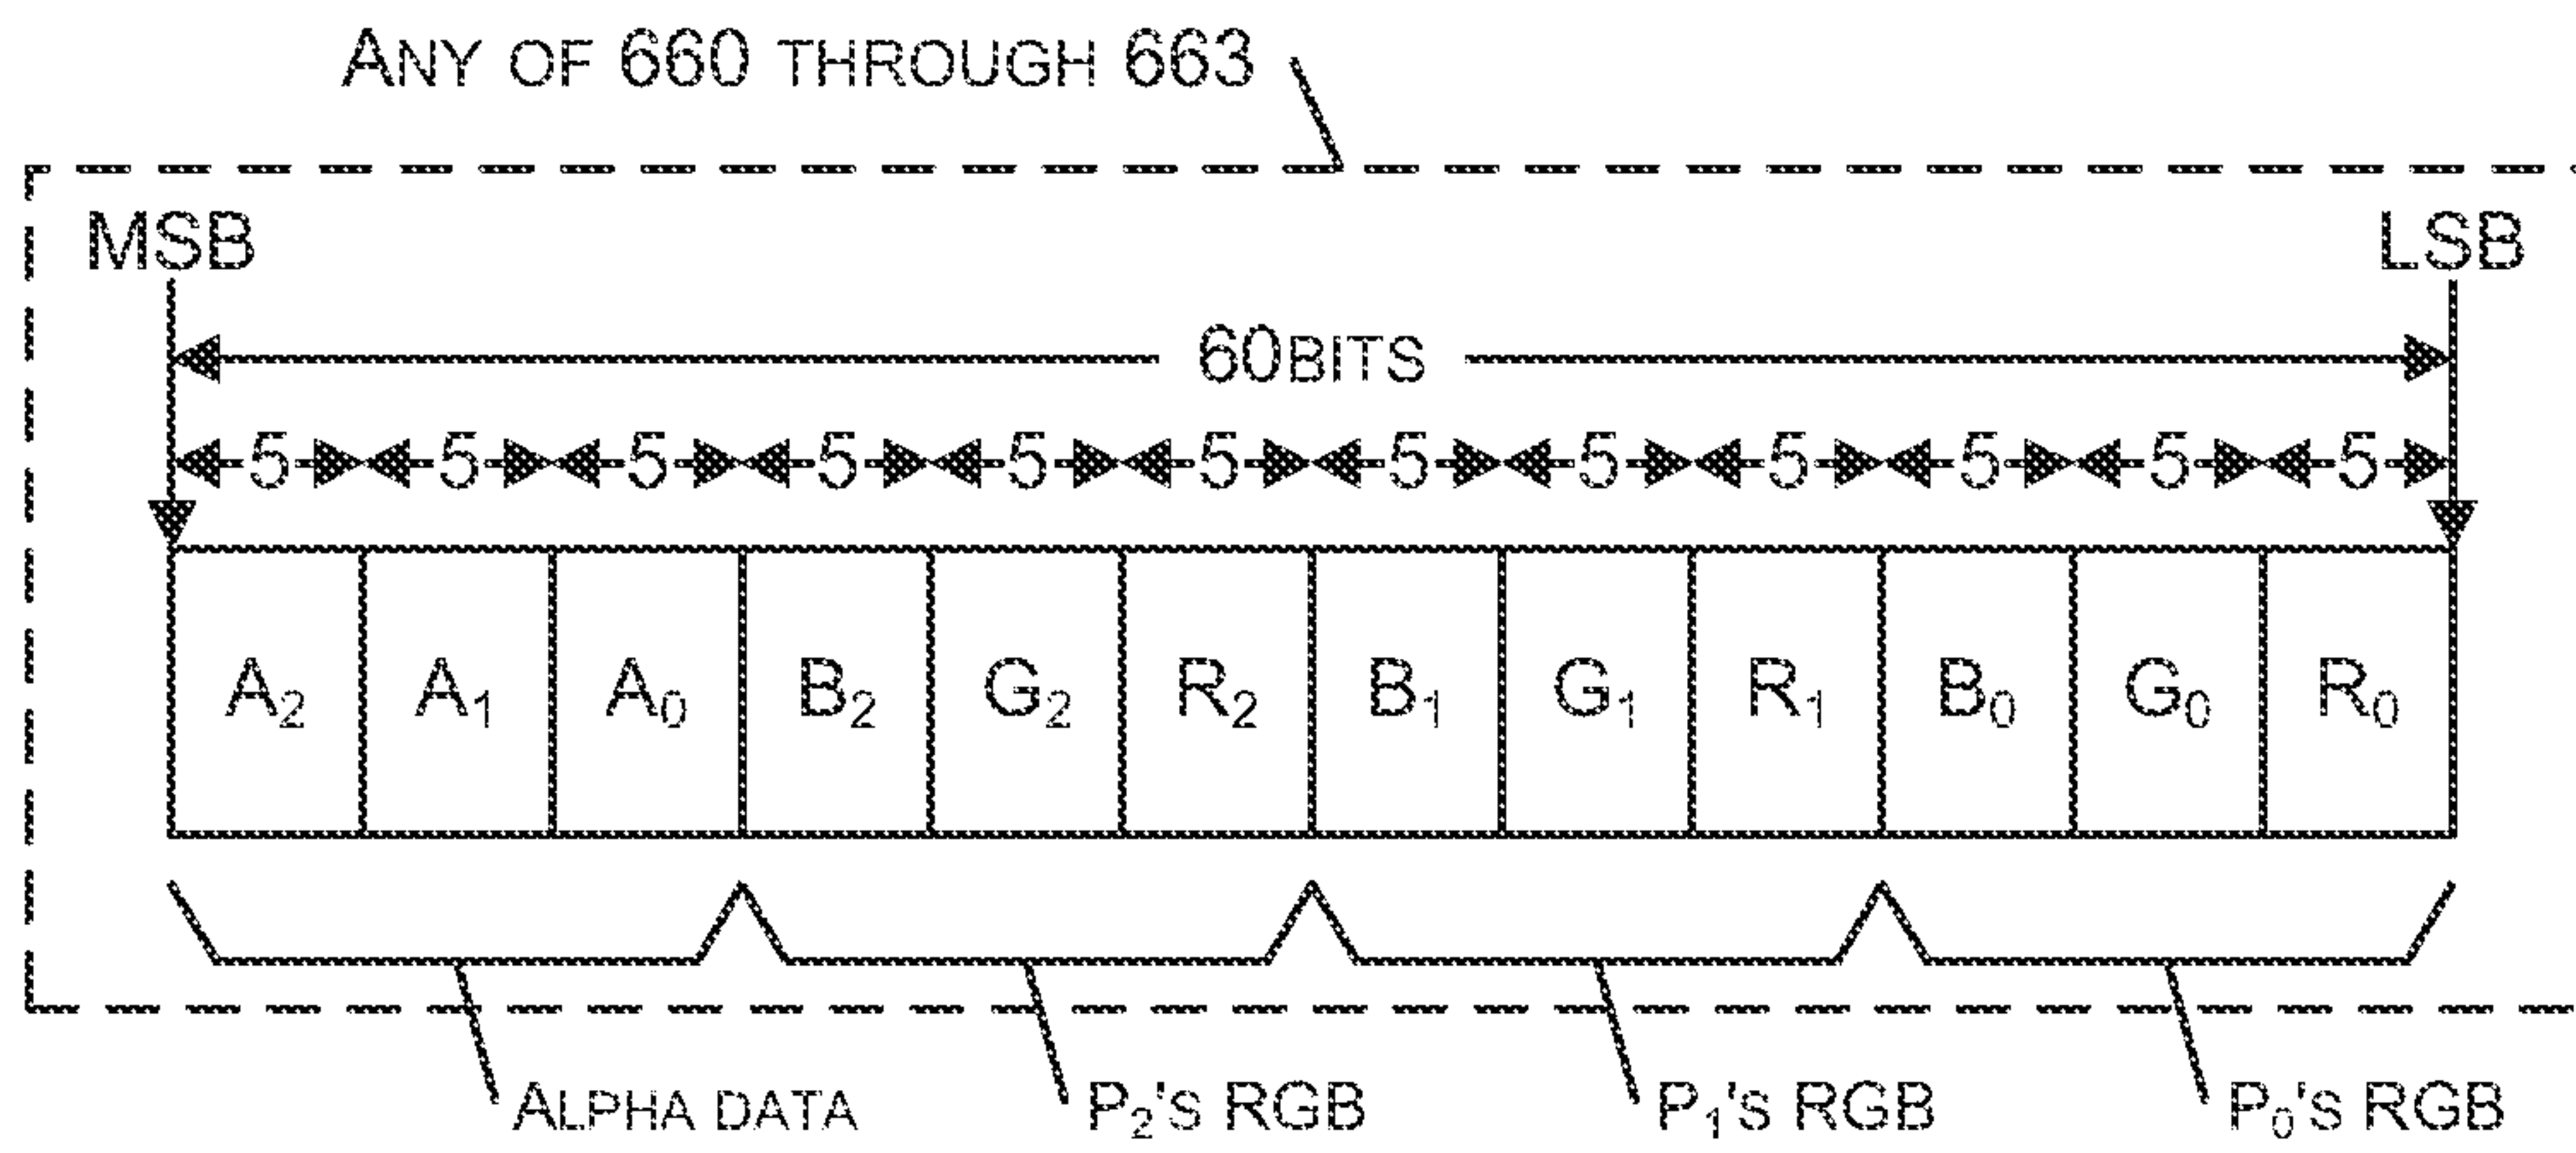 ANY OF 660 THROUGH 663
MSB LSB
60BITS
5 5 5 5 5 5 5 5 5 5 5 5
A₂ A₁ A₀ B₂ G₂ R₂ B₁ G₁ R₁ B₀ G₀ R₀
ALPHA DATA P₂'S RGB P₁'S RGB P₀'S RGB